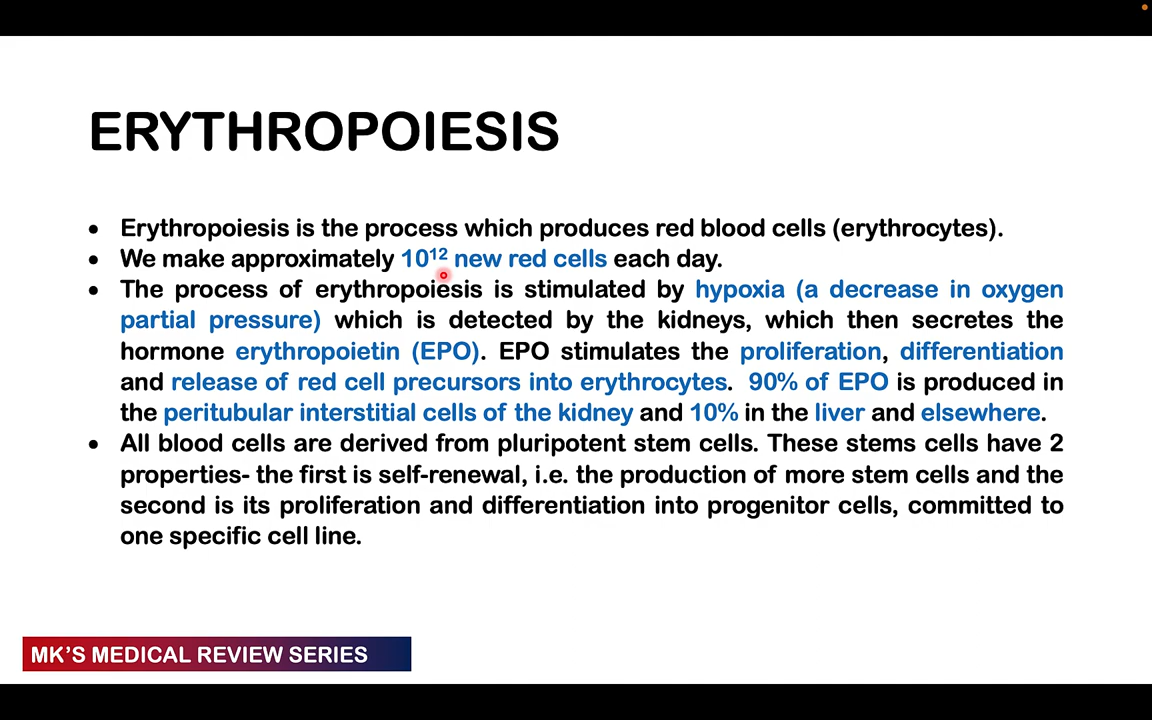 ERYTHROPOIESIS
• Erythropoiesis is the process which produces red blood cells (erythrocytes).
• We make approximately 10¹² new red cells each day.
• The process of erythropoiesis is stimulated by hypoxia (a decrease in oxygen
partial pressure) which is detected by the kidneys, which then secretes the
hormone erythropoietin (EPO). EPO stimulates the proliferation, differentiation
and release of red cell precursors into erythrocytes. 90% of EPO is produced in
the peritubular interstitial cells of the kidney and 10% in the liver and elsewhere.
• All blood cells are derived from pluripotent stem cells. These stems cells have 2
properties- the first is self-renewal, i.e. the production of more stem cells and the
second is its proliferation and differentiation into progenitor cells, committed to
one specific cell line.
MK'S MEDICAL REVIEW SERIES